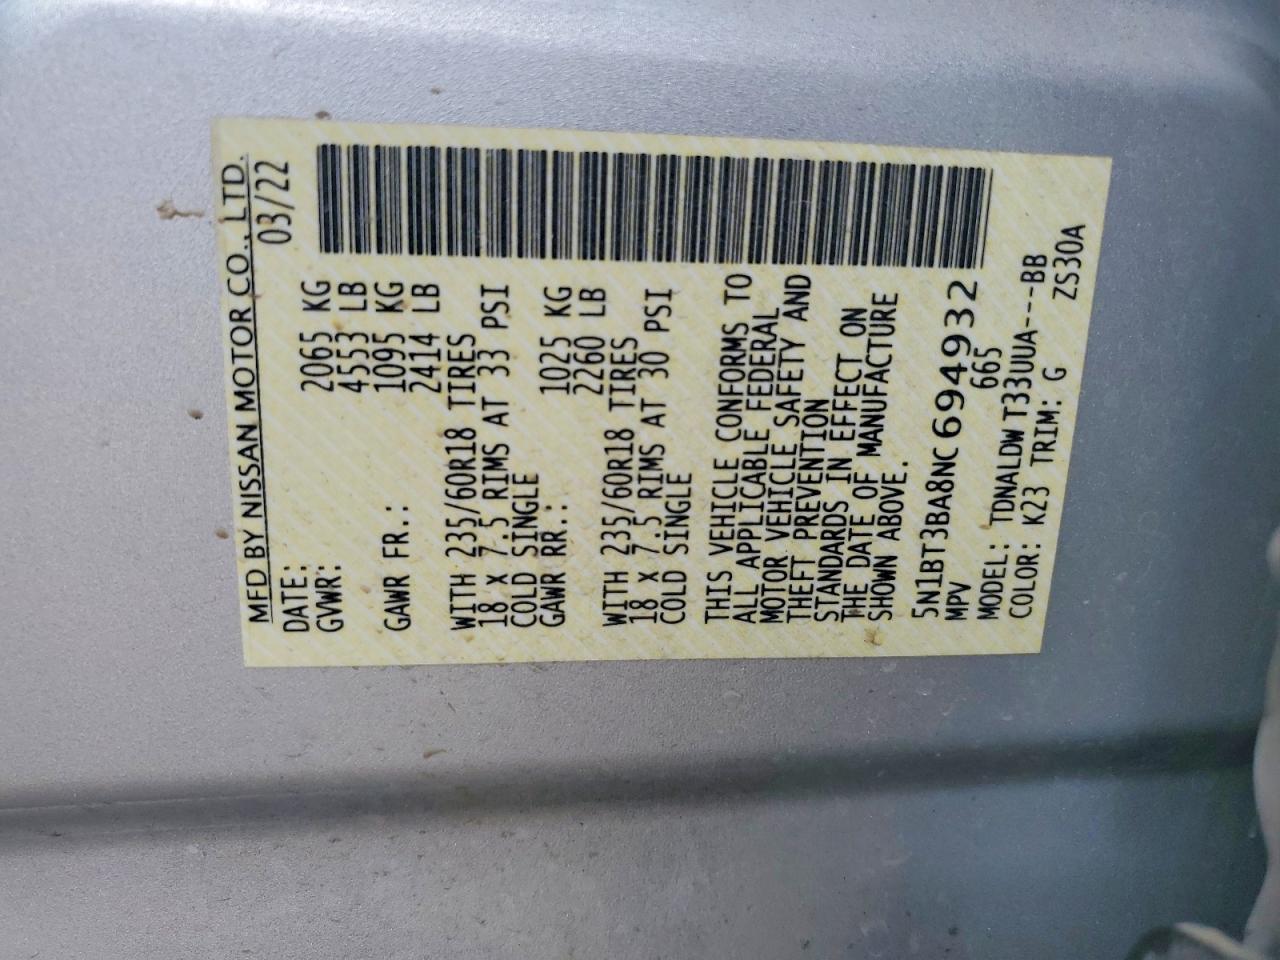 MFD BY NISSAN MOTOR CO., LTD.
DATE: 03/22
GVWR: 2065 KG
4553 LB
GAWR FR.: 1095 KG
2414 LB
WITH 235/60R18 TIRES
18 X 7.5 RIMS AT 33 PSI
COLD SINGLE
GAWR RR.: 1025 KG
2260 LB
WITH 235/60R18 TIRES
18 X 7.5 RIMS AT 30 PSI
COLD SINGLE
THIS VEHICLE CONFORMS TO
ALL APPLICABLE FEDERAL
MOTOR VEHICLE SAFETY AND
THEFT PREVENTION
STANDARDS IN EFFECT ON
THE DATE OF MANUFACTURE
SHOWN ABOVE.
5N1BT3BA8NC694932
MPV 665
MODEL: TDNALDW T33UUA---BB
COLOR: K23 TRIM: G ZS30A